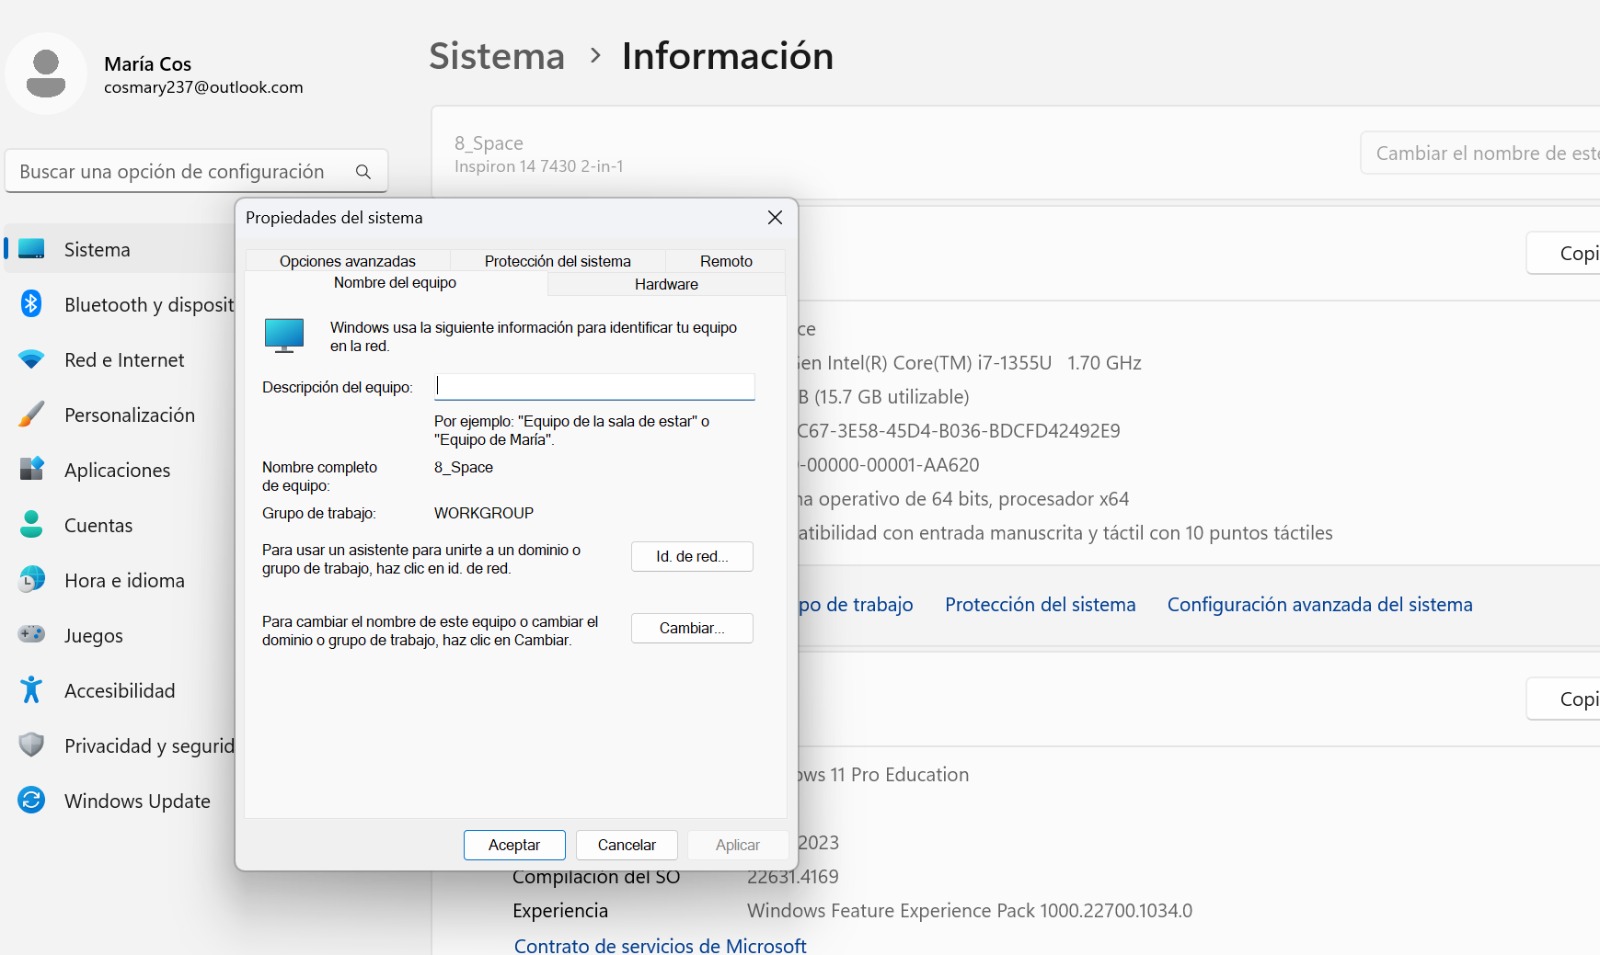 María Cos
cosmary237@outlook.com
Buscar una opción de configuración
Sistema
Bluetooth y disposit
Red e Internet
Personalización
Aplicaciones
Cuentas
Hora e idioma
Juegos
Accesibilidad
Privacidad y segurid
Windows Update
Sistema > Información
8_Space
Inspiron 14 7430 2-in-1
Cambiar el nombre de este
Propiedades del sistema
Opciones avanzadas Protección del sistema Remoto
Nombre del equipo Hardware
Windows usa la siguiente información para identificar tu equipo
en la red.
Descripción del equipo:
Por ejemplo: "Equipo de la sala de estar" o
"Equipo de María".
Nombre completo
de equipo:
8_Space
Grupo de trabajo: WORKGROUP
Para usar un asistente para unirte a un dominio o
grupo de trabajo, haz clic en id. de red.
Id. de red...
Para cambiar el nombre de este equipo o cambiar el
dominio o grupo de trabajo, haz clic en Cambiar.
Cambiar...
Aceptar Cancelar Aplicar
Copi
ce
en Intel(R) Core(TM) i7-1355U 1.70 GHz
B (15.7 GB utilizable)
C67-3E58-45D4-B036-BDCFD42492E9
-00000-00001-AA620
a operativo de 64 bits, procesador x64
atibilidad con entrada manuscrita y táctil con 10 puntos táctiles
po de trabajo Protección del sistema Configuración avanzada del sistema
Copi
ows 11 Pro Education
2023
Compilación del SO 22631.4169
Experiencia Windows Feature Experience Pack 1000.22700.1034.0
Contrato de servicios de Microsoft